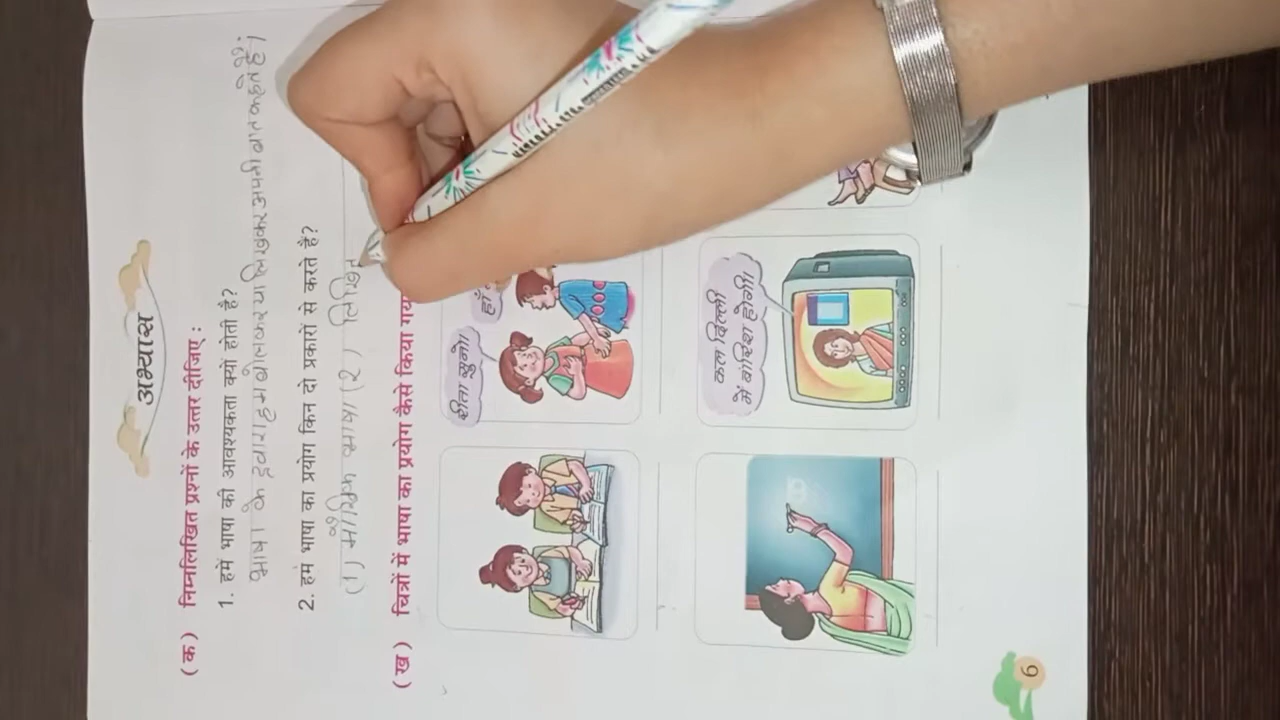 अभ्यास
(क) निम्नलिखित प्रश्नों के उत्तर दीजिए :
1. हमें भाषा की आवश्यकता क्यों होती है?
भाषा के द्वारा हम बोलकर या लिखकर अपनी बात कहते हैं।
2. हम भाषा का प्रयोग किन दो प्रकारों से करते हैं?
(1) मौखिक भाषा (2) लिखित
(ख) चित्रों में भाषा का प्रयोग कैसे किया गया
सुनो।
कल दिल्ली
में बारिश होगी।
6